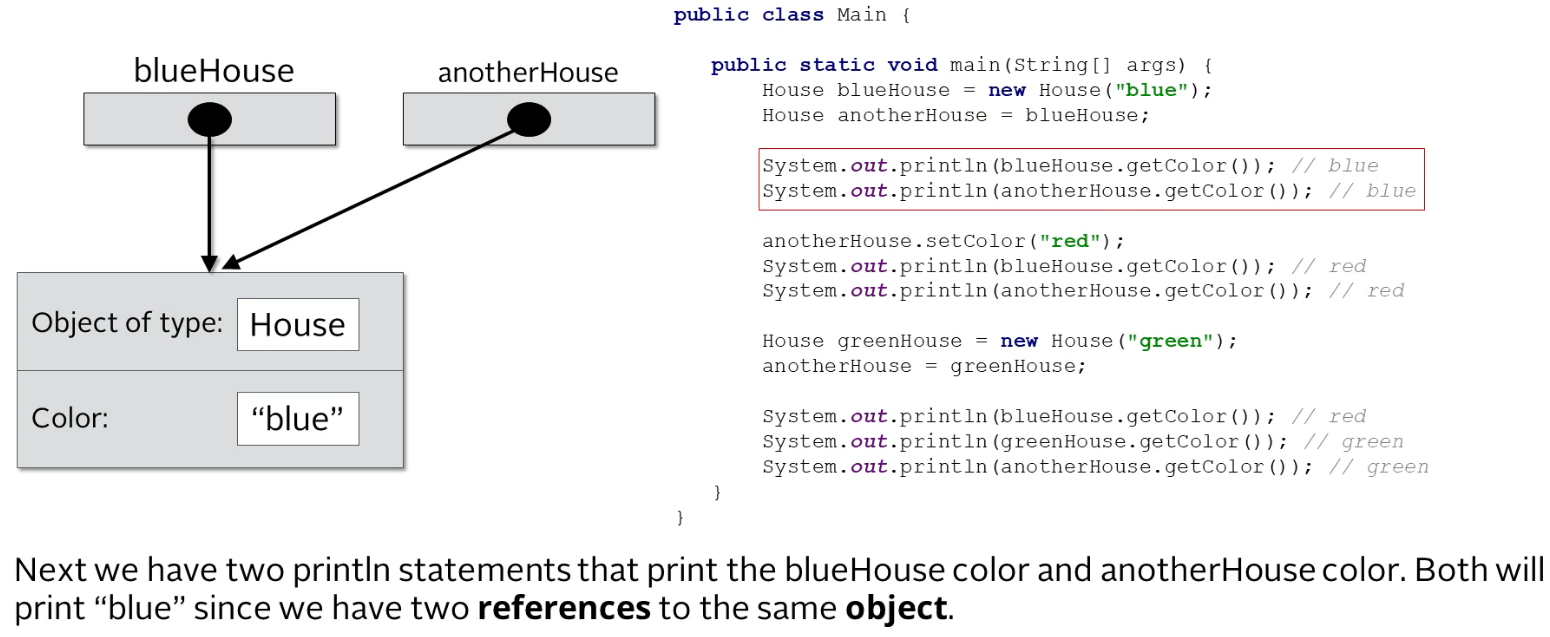 blueHouse
anotherHouse
Object of type: House
Color: “blue”
public class Main {
public static void main(String[] args) {
House blueHouse = new House("blue");
House anotherHouse = blueHouse;
System.out.println(blueHouse.getColor()); // blue
System.out.println(anotherHouse.getColor()); // blue
anotherHouse.setColor("red");
System.out.println(blueHouse.getColor()); // red
System.out.println(anotherHouse.getColor()); // red
House greenHouse = new House("green");
anotherHouse = greenHouse;
System.out.println(blueHouse.getColor()); // red
System.out.println(greenHouse.getColor()); // green
System.out.println(anotherHouse.getColor()); // green
}
}
Next we have two println statements that print the blueHouse color and anotherHouse color. Both will
print “blue” since we have two references to the same object.